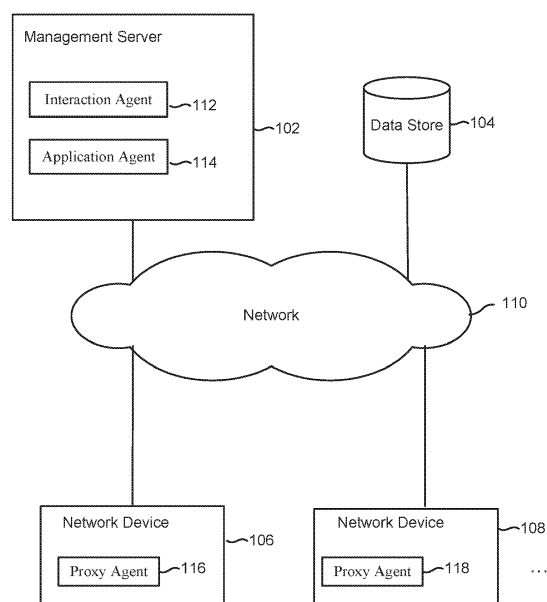 Management Server
Interaction Agent
112
Application Agent
114
102
Data Store
104
Network
110
Network Device
106
Proxy Agent
116
Network Device
108
Proxy Agent
118
...